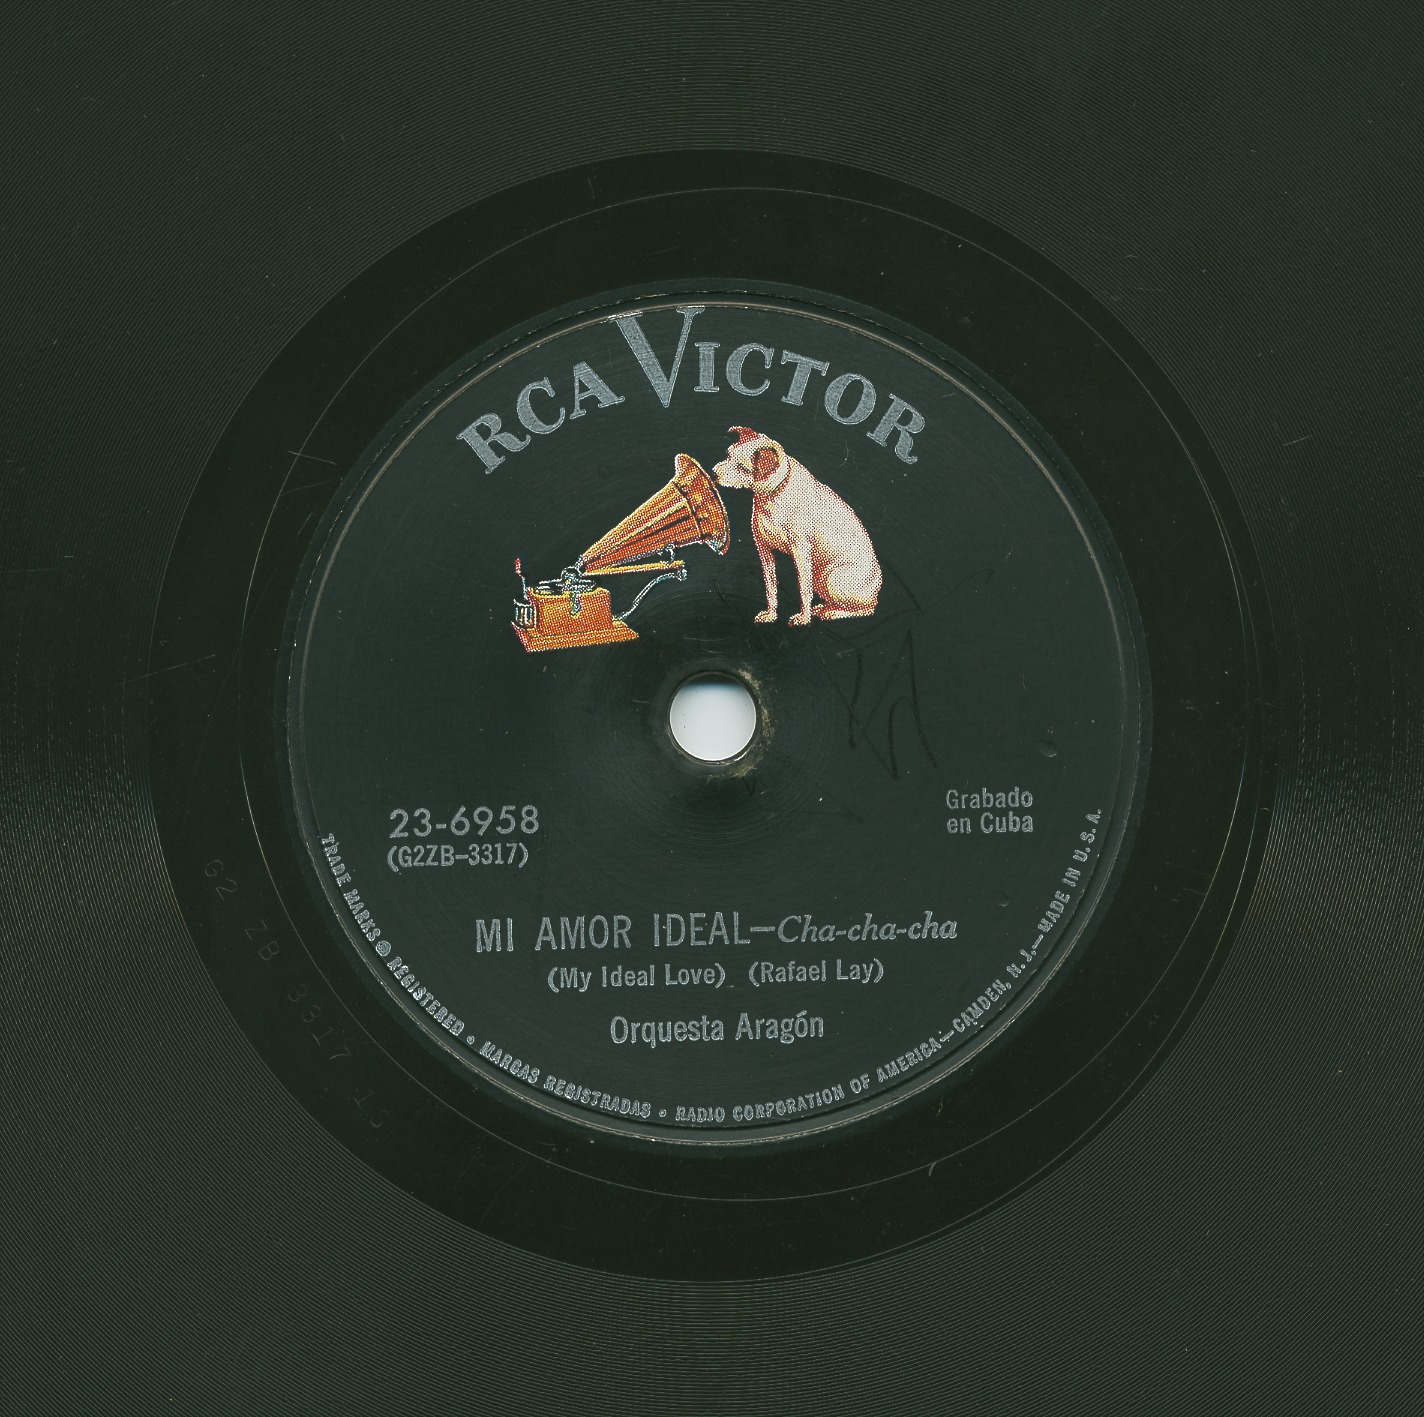 RCA VICTOR
23-6958
(G2ZB-3317)
Grabado
en Cuba
MI AMOR IDEAL—Cha-cha-cha
(My Ideal Love) (Rafael Lay)
Orquesta Aragón
TRADE MARKS ® REGISTERED • MARCAS REGISTRADAS • RADIO CORPORATION OF AMERICA—CAMDEN, N. J.—MADE IN U. S. A.
G2 ZB 3317